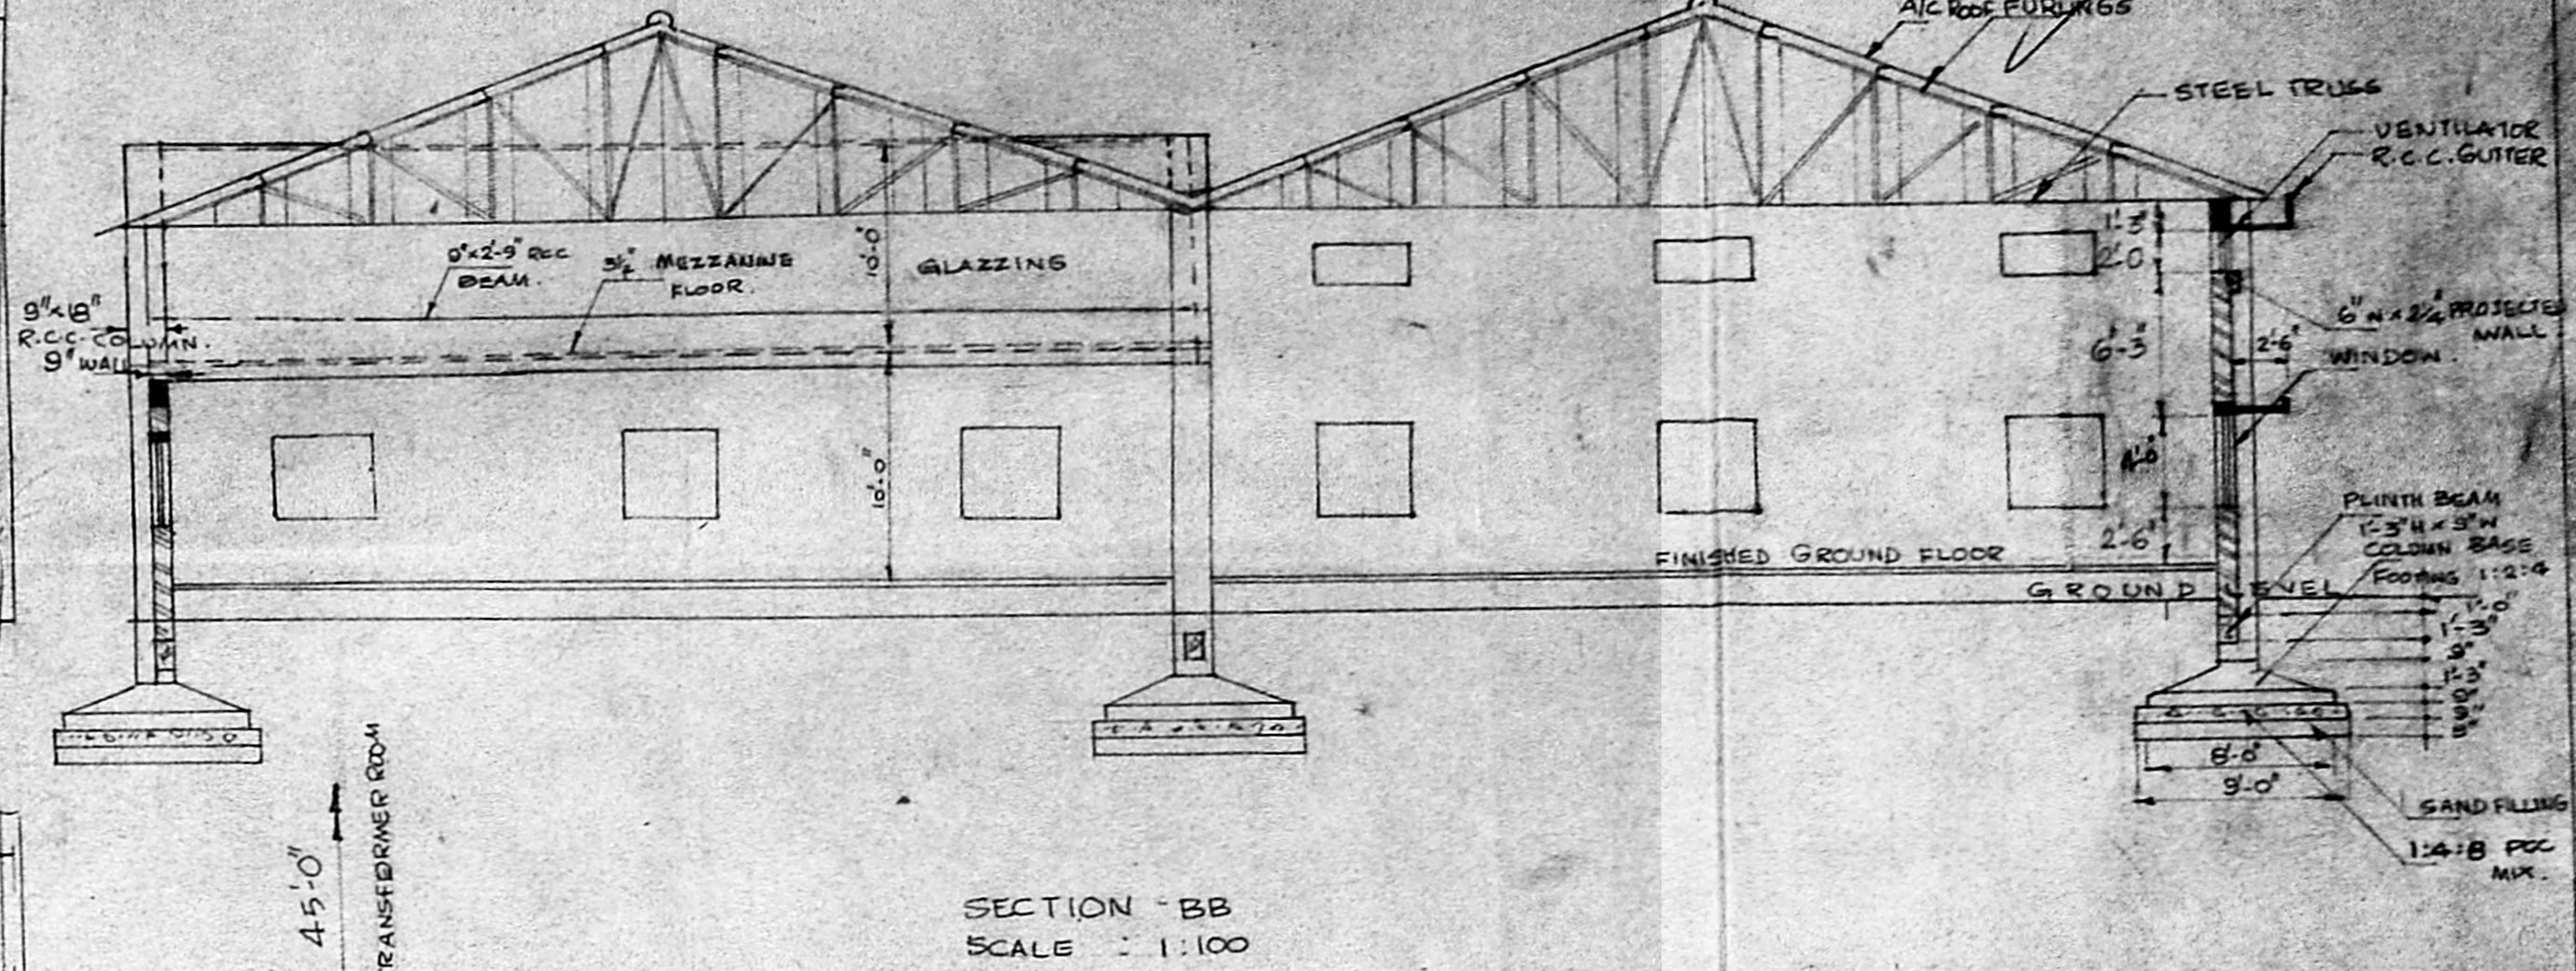 A/C ROOF FURLINGS
STEEL TRUSS
VENTILATOR
R.C.C. GUTTER
1'-3"
2'-0
9"x2'-9" RCC
BEAM.
3½" MEZZANINE
FLOOR.
10'-0"
GLAZZING
9"x18"
R.C.C. COLUMN.
9" WALL
6"
PROJECTED
WALL
6'-3"
2'-6"
WINDOW.
10'-0"
4'-0"
PLINTH BEAM
1'-3"H x 9"W
COLUMN BASE
FOOTING 1:2:4
2'-6"
FINISHED GROUND FLOOR
GROUND LEVEL
1'-0"
1'-3"
9"
1'-3"
9"
9"
9"
8'-0"
9'-0"
SAND FILLING
1:4:8 PCC
MIX.
45'-0"
TRANSFORMER ROOM
SECTION - BB
SCALE : 1:100